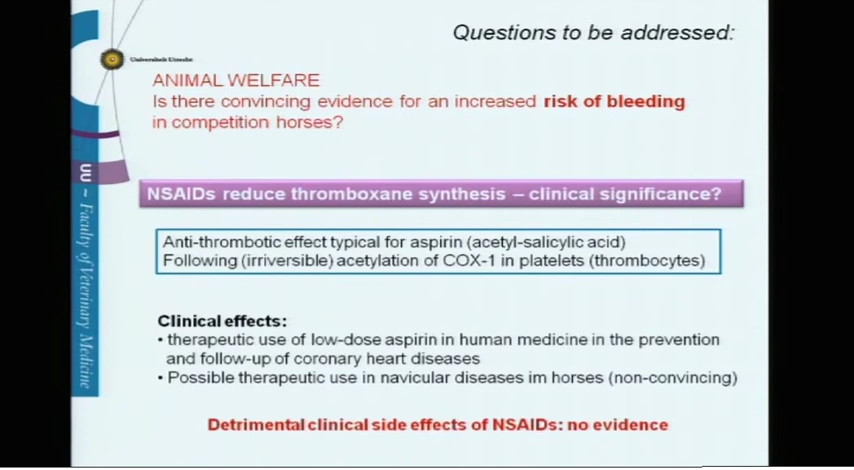 Questions to be addressed:
Universiteit Utrecht
ANIMAL WELFARE
Is there convincing evidence for an increased risk of bleeding
in competition horses?
NSAIDs reduce thromboxane synthesis – clinical significance?
Anti-thrombotic effect typical for aspirin (acetyl-salicylic acid)
Following (irriversible) acetylation of COX-1 in platelets (thrombocytes)
Clinical effects:
• therapeutic use of low-dose aspirin in human medicine in the prevention
and follow-up of coronary heart diseases
• Possible therapeutic use in navicular diseases im horses (non-convincing)
Detrimental clinical side effects of NSAIDs: no evidence
UU ~ Faculty of Veterinary Medicine